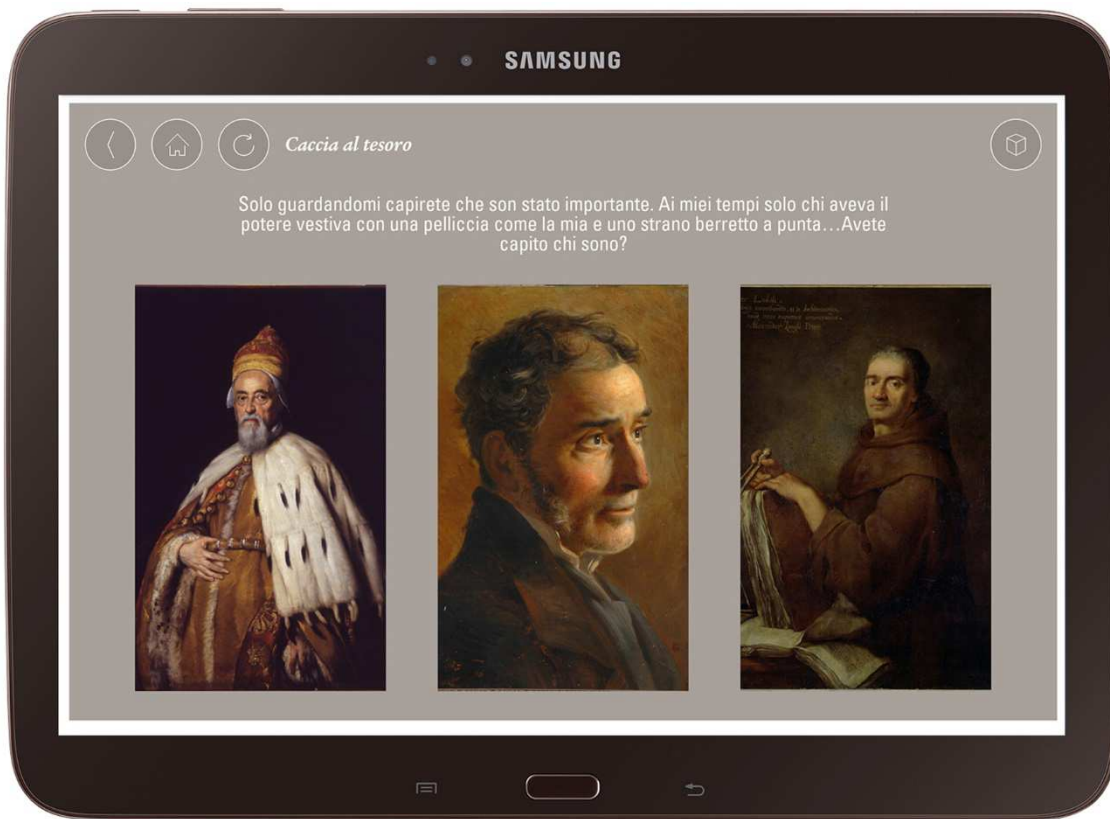 SAMSUNG
Caccia al tesoro
Solo guardandomi capirete che son stato importante. Ai miei tempi solo chi aveva il
potere vestiva con una pelliccia come la mia e uno strano berretto a punta...Avete
capito chi sono?